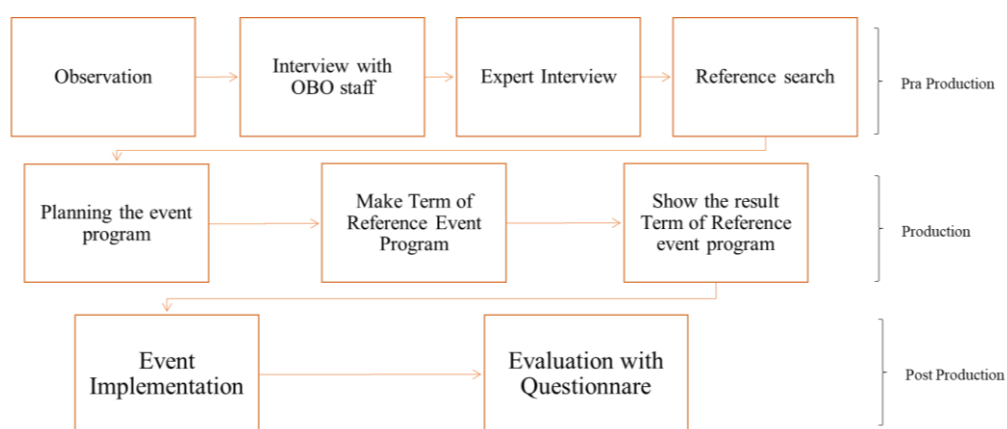 Observation
Interview with
OBO staff
Expert Interview
Reference search
Pra Production
Planning the event
program
Make Term of
Reference Event
Program
Show the result
Term of Reference
event program
Production
Event
Implementation
Evaluation with
Questionnare
Post Production